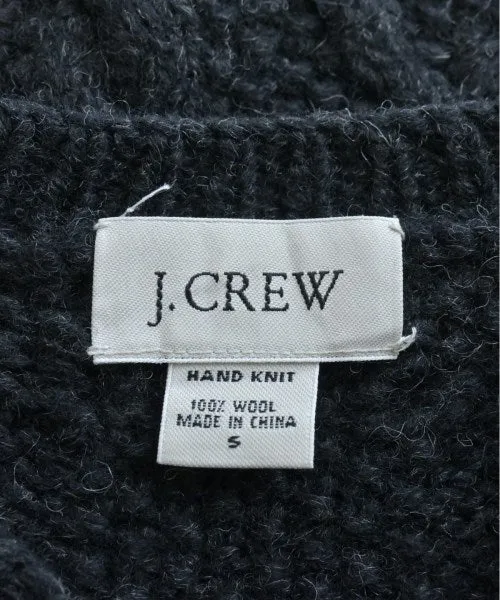 J.CREW
HAND KNIT
100% WOOL
MADE IN CHINA
S